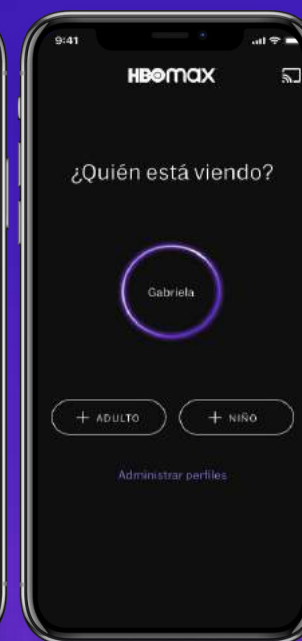 9:41
HBOMAX
¿Quién está viendo?
Gabriela
+ ADULTO
+ NIÑO
Administrar perfiles